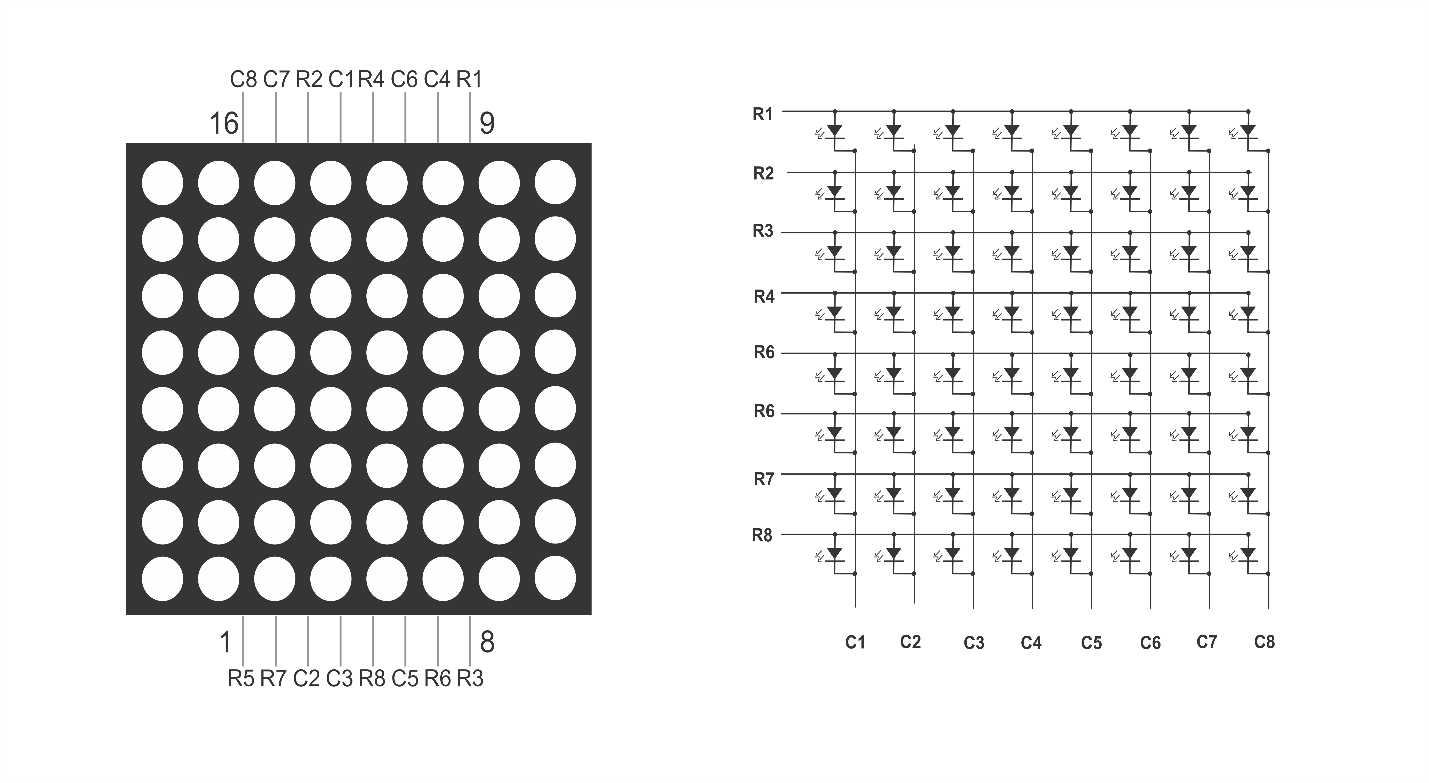 C8 C7 R2 C1 R4 C6 C4 R1
16 9
1 8
R5 R7 C2 C3 R8 C5 R6 R3
R1
R2
R3
R4
R6
R6
R7
R8
C1 C2 C3 C4 C5 C6 C7 C8